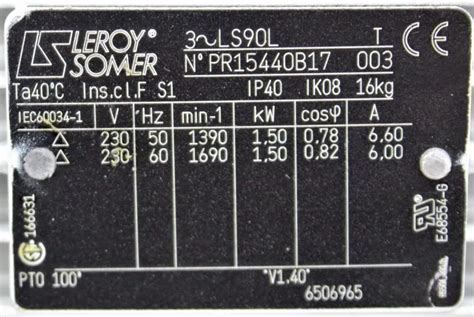 LEROY SOMER
3~LS90L T CE
N° PR15440B17 003
Ta40°C Ins.cl.F S1 IP40 IK08 16kg
IEC60034-1 V Hz min-1 kW cosφ A
△ 230 50 1390 1,50 0.78 6.60
△ 230 60 1690 1,50 0.82 6,00
166631
E68554-G
PTO 100°
"V1.40"
6506965